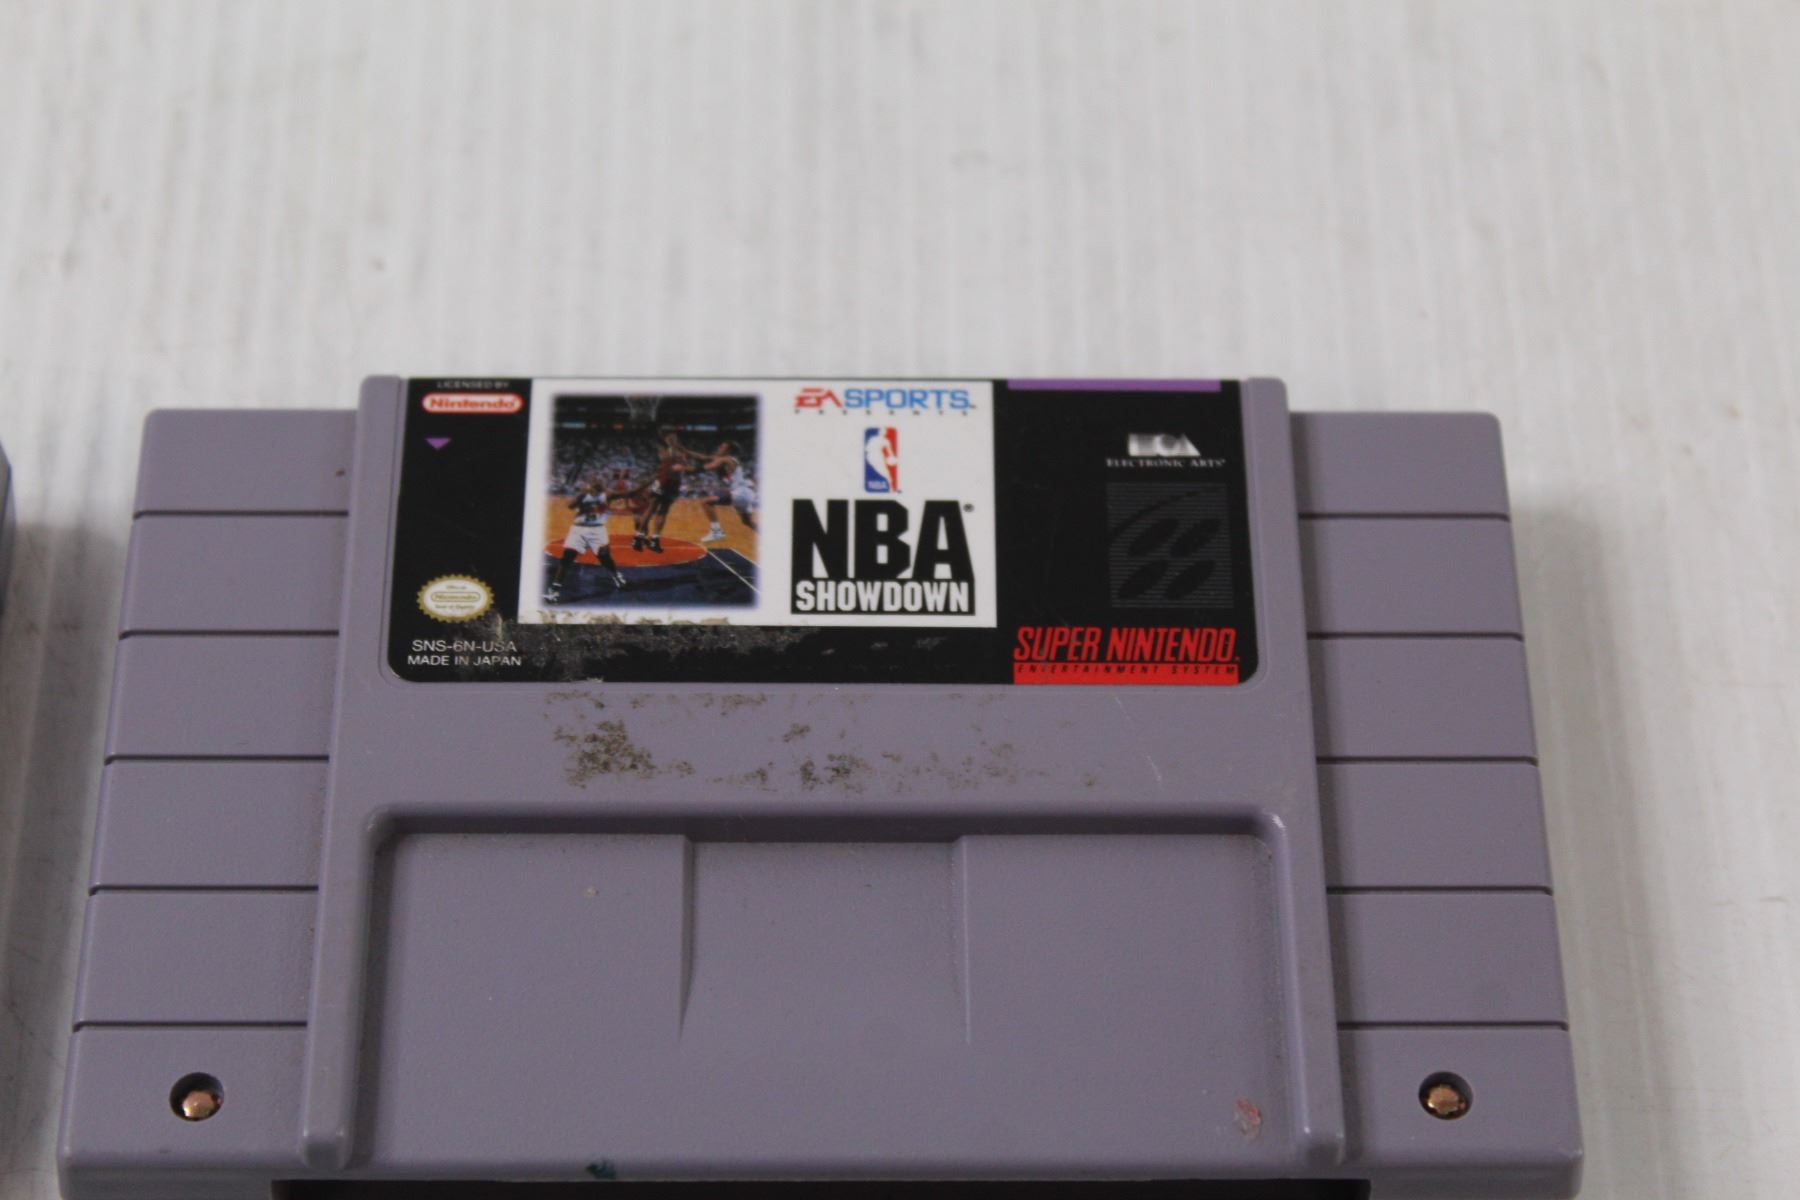 LICENSED BY
Nintendo
EA SPORTS
PRESENTS
NBA
NBA
SHOWDOWN
ELECTRONIC ARTS
Nintendo
SNS-6N-USA
MADE IN JAPAN
SUPER NINTENDO
ENTERTAINMENT SYSTEM